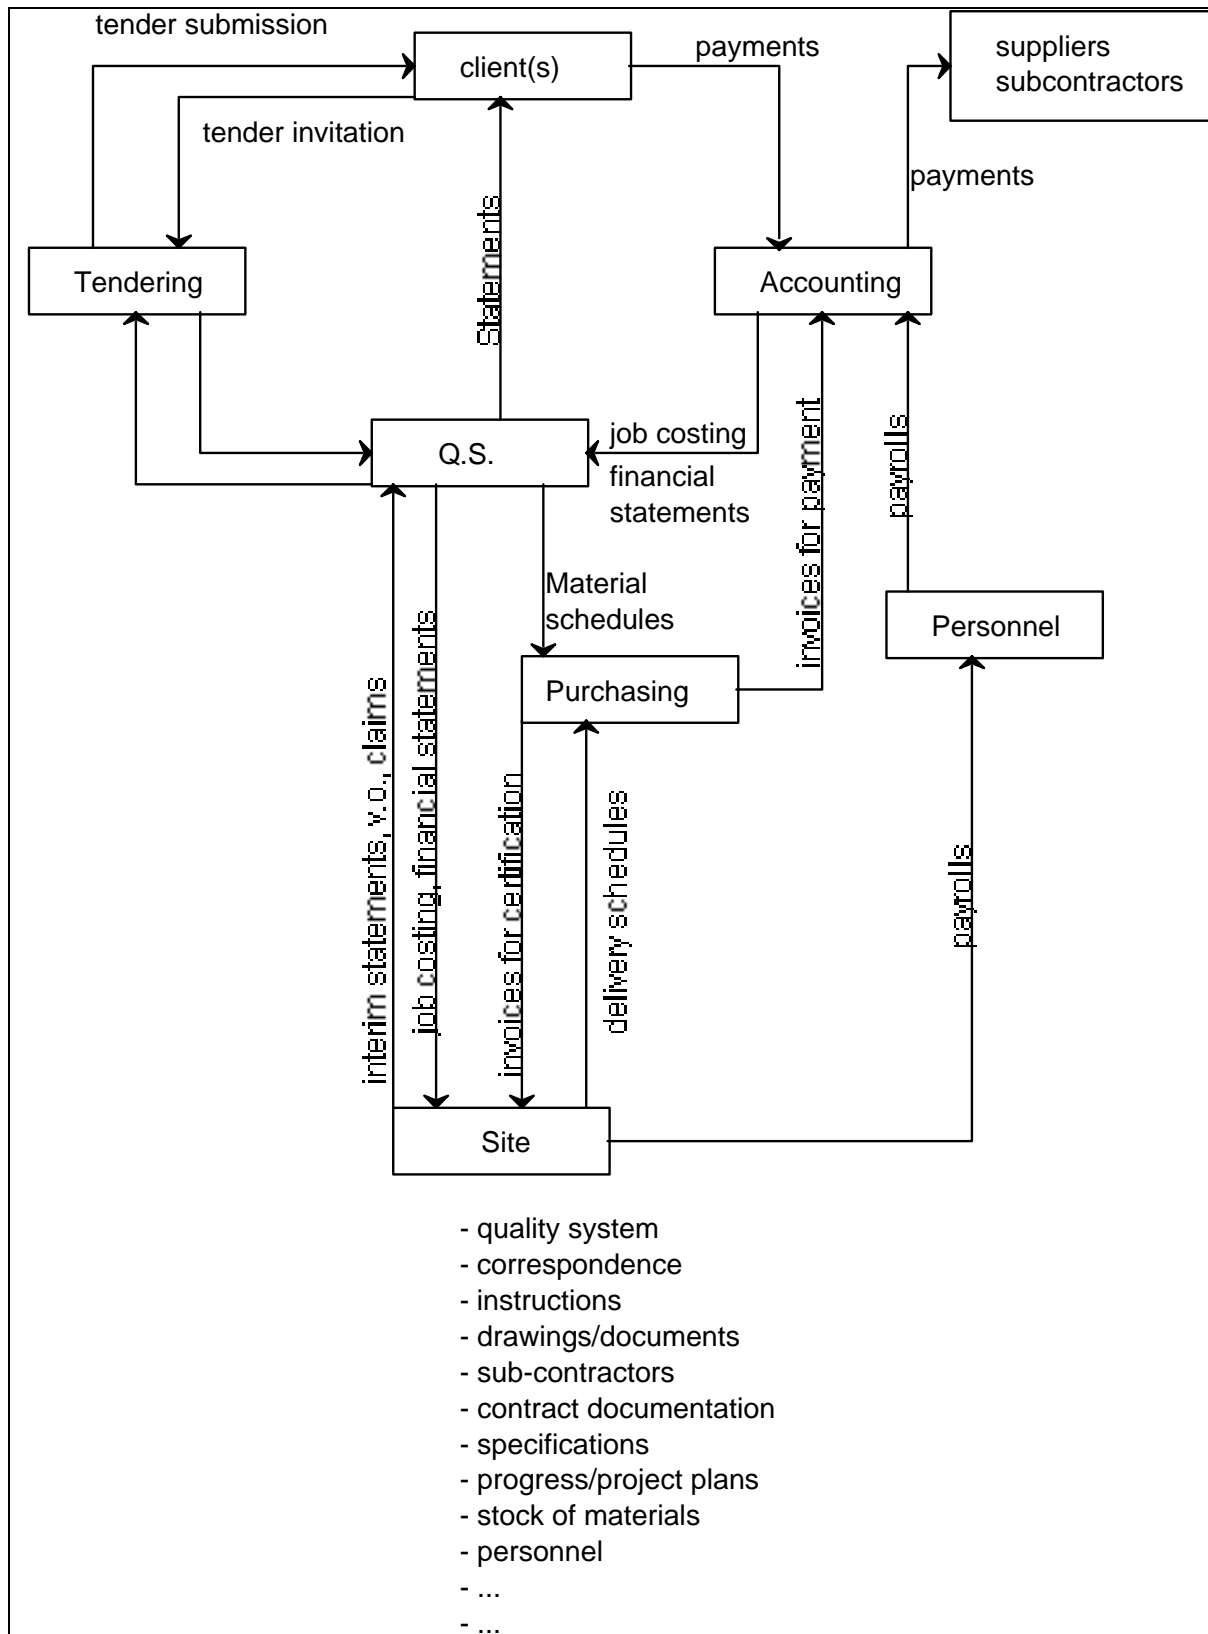 tender submission
client(s)
payments
suppliers
subcontractors
tender invitation
payments
Statements
Tendering
Accounting
Q.S.
job costing
financial
statements
invoices for payment
payrolls
Material
schedules
Personnel
Purchasing
interim statements, v.o., claims
job costing, financial statements
invoices for certification
delivery schedules
payrolls
Site
- quality system
- correspondence
- instructions
- drawings/documents
- sub-contractors
- contract documentation
- specifications
- progress/project plans
- stock of materials
- personnel
- ...
- ...